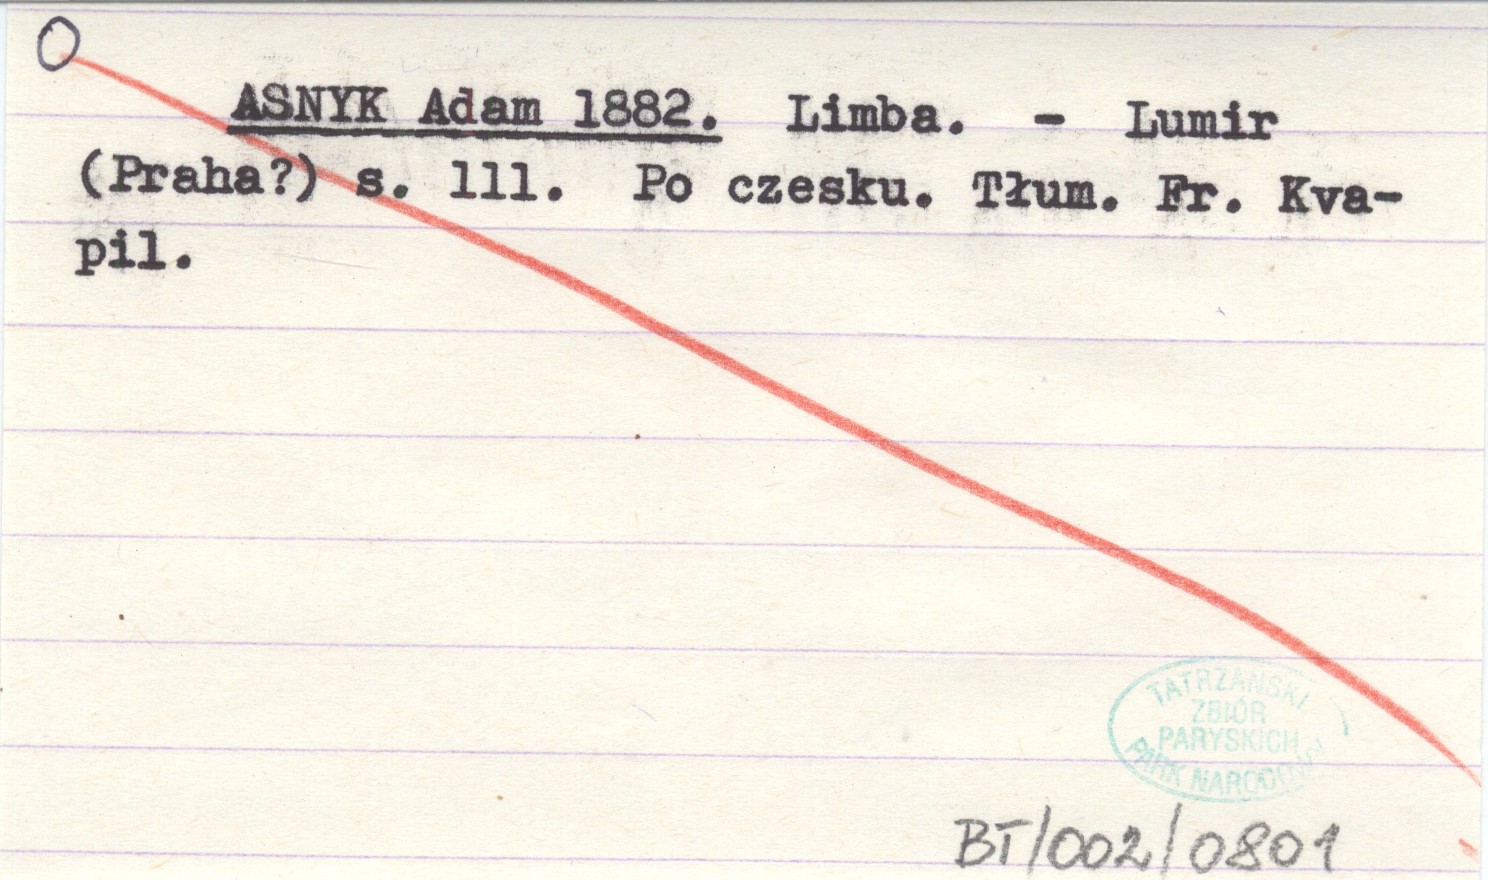 O
ASNYK Adam 1882. Limba. - Lumir
(Praha?) s. 111. Po czesku. Tłum. Fr. Kva-
pil.
TATRZAŃSKI
ZBIÓR
PARYSKICH
PARK NARODOWY
BT/002/0801